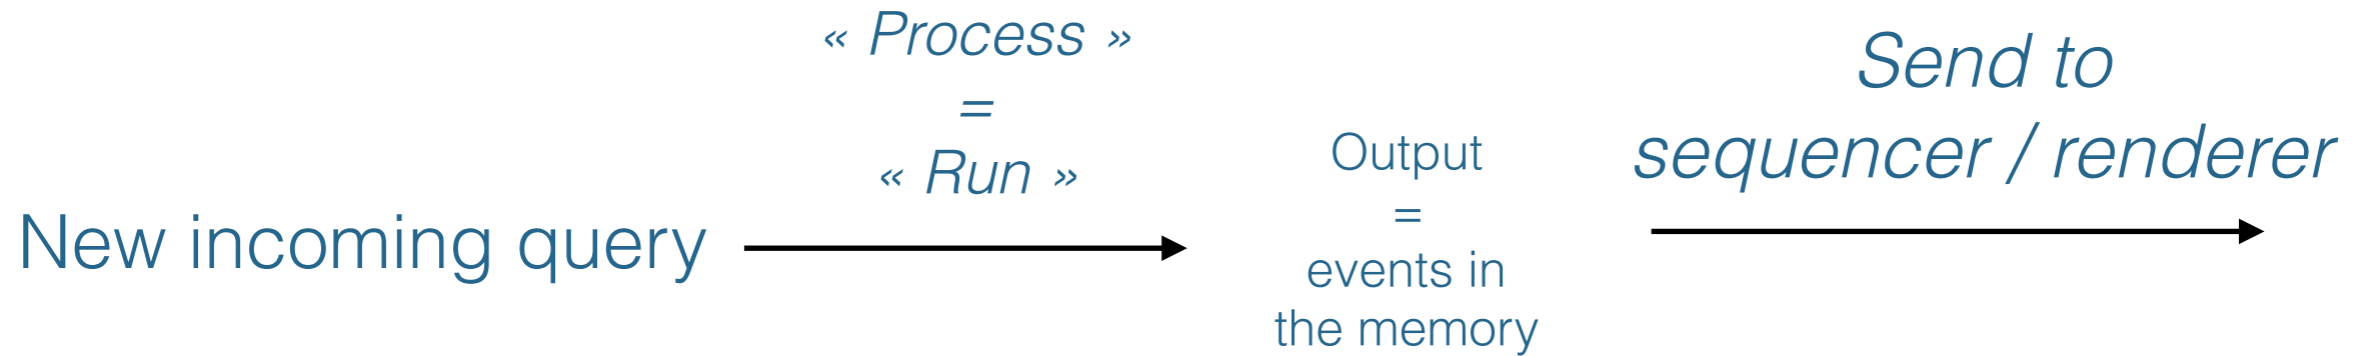 New incoming query
« Process »
=
« Run »
Output
=
events in
the memory
Send to
sequencer / renderer